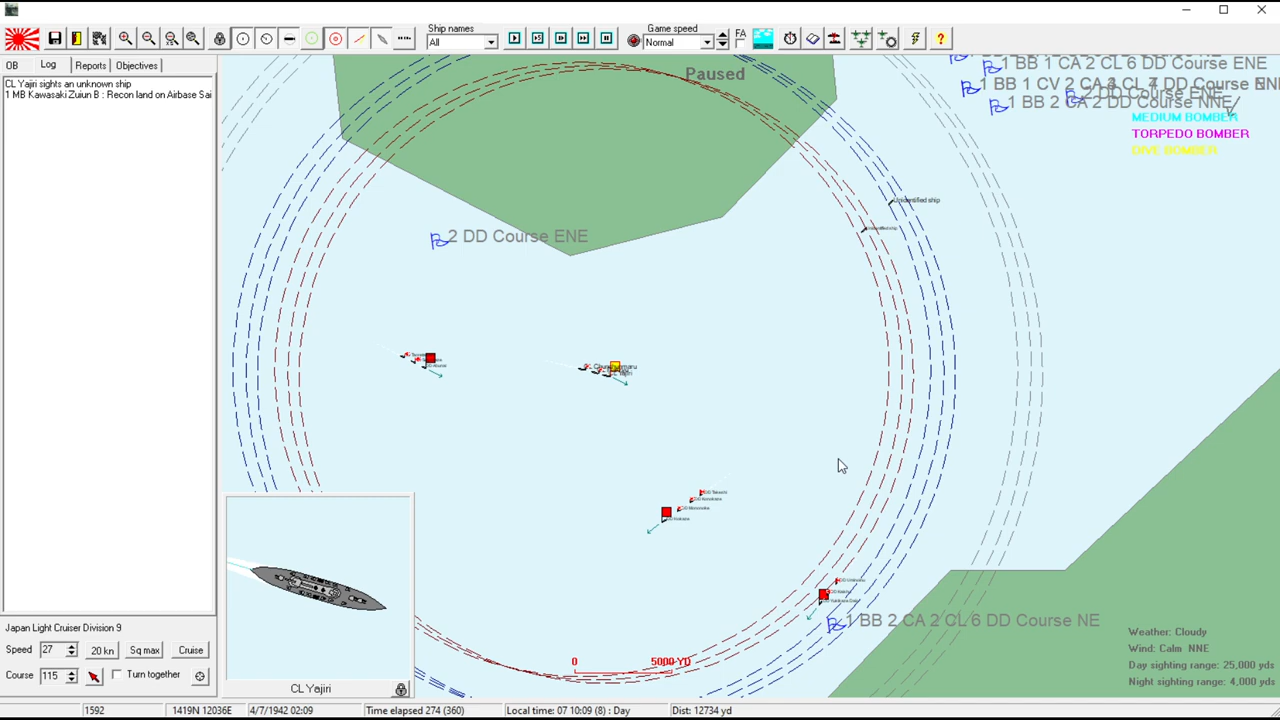 Ship names
Game speed
All
Normal
FA
OB
Log
Reports
Objectives
CL Yajiri sights an unknown ship
1 MB Kawasaki Zuiun B : Recon land on Airbase Sai
Paused
1 BB 1 CA 2 CL 6 DD Course ENE
1 BB 2 CA 2 DD Course NNE
MEDIUM BOMBER
TORPEDO BOMBER
DIVE BOMBER
Unidentified ship
2 DD Course ENE
CL Yajiri
1 BB 2 CA 2 CL 6 DD Course NE
0
5000 YD
Weather: Cloudy
Wind: Calm NNE
Day sighting range: 25,000 yds
Night sighting range: 4,000 yds
Japan Light Cruiser Division 9
Speed
27
20 kn
Sq max
Cruise
Course
115
Turn together
CL Yajiri
1592
1419N 12036E
4/7/1942 02:09
Time elapsed 274 (360)
Local time: 07 10:09 (8) : Day
Dist: 12734 yd